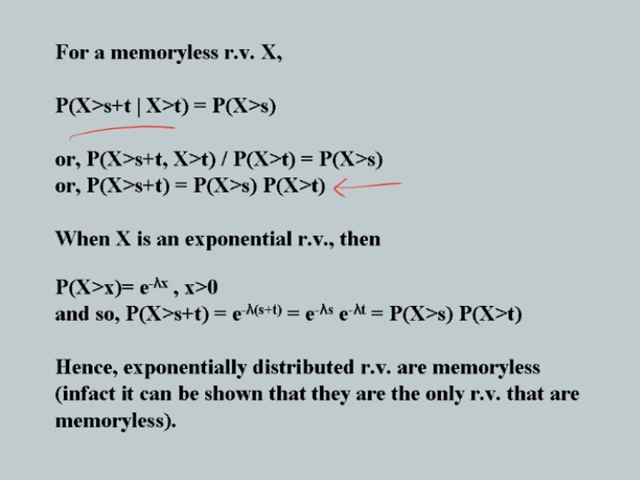 For a memoryless r.v. X,
P(X>s+t | X>t) = P(X>s)
or, P(X>s+t, X>t) / P(X>t) = P(X>s)
or, P(X>s+t) = P(X>s) P(X>t)
When X is an exponential r.v., then
P(X>x)= e^-λx , x>0
and so, P(X>s+t) = e^-λ(s+t) = e^-λs e^-λt = P(X>s) P(X>t)
Hence, exponentially distributed r.v. are memoryless
(infact it can be shown that they are the only r.v. that are
memoryless).